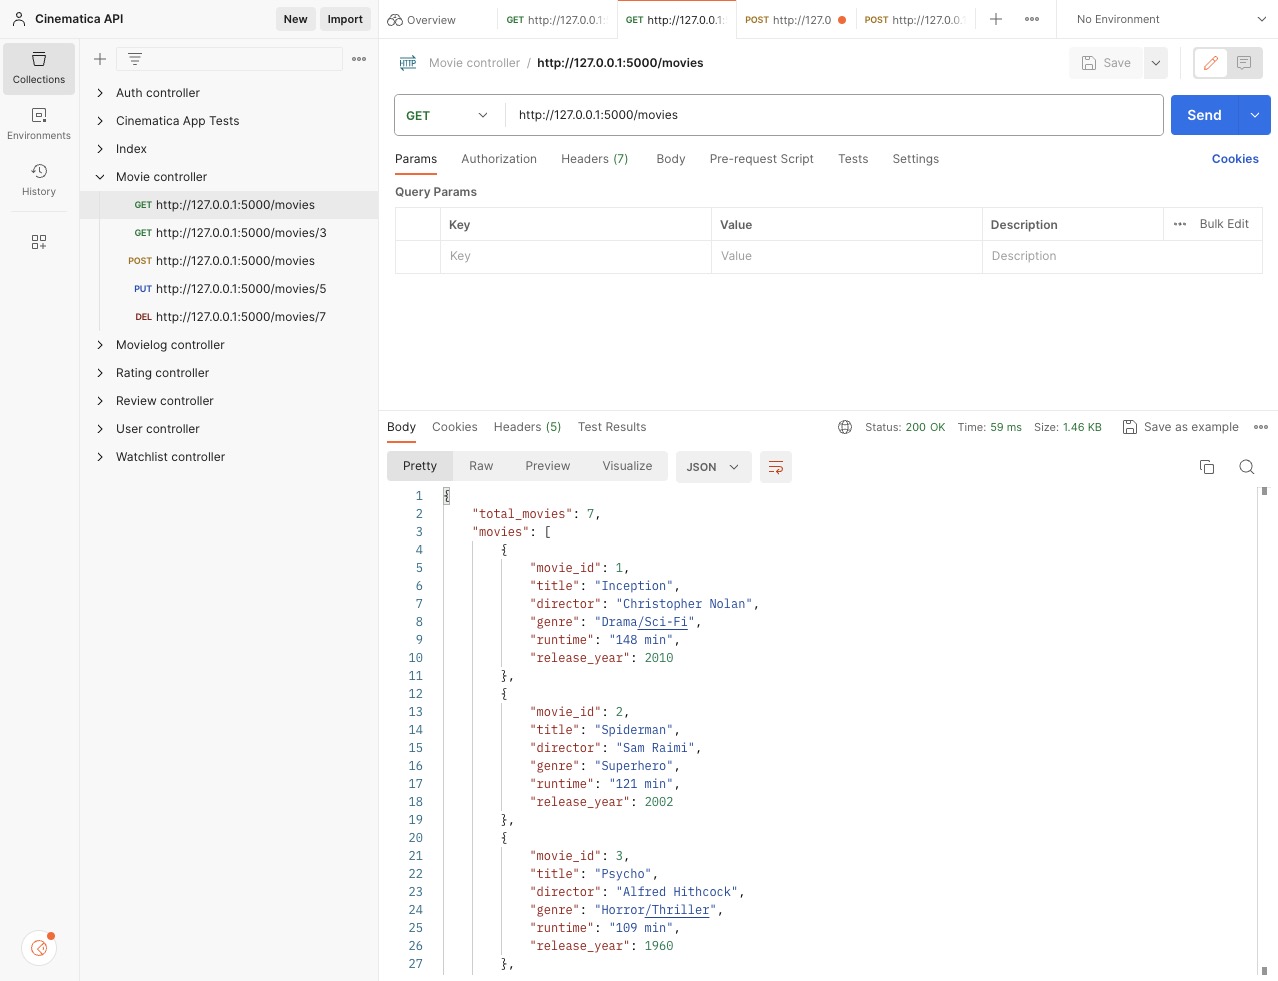 Cinematica API
New
Import
Overview
GET http://127.0.0.1:
GET http://127.0.0.1:
POST http://127.0
POST http://127.0.0.
No Environment
Collections
Environments
History
Auth controller
Cinematica App Tests
Index
Movie controller
GET http://127.0.0.1:5000/movies
GET http://127.0.0.1:5000/movies/3
POST http://127.0.0.1:5000/movies
PUT http://127.0.0.1:5000/movies/5
DEL http://127.0.0.1:5000/movies/7
Movielog controller
Rating controller
Review controller
User controller
Watchlist controller
HTTP Movie controller / http://127.0.0.1:5000/movies
Save
GET http://127.0.0.1:5000/movies
Send
Params Authorization Headers (7) Body Pre-request Script Tests Settings
Cookies
Query Params
Key Value Description Bulk Edit
Key Value Description
Body Cookies Headers (5) Test Results
Status: 200 OK Time: 59 ms Size: 1.46 KB Save as example
Pretty Raw Preview Visualize JSON
1 {
2 "total_movies": 7,
3 "movies": [
4 {
5 "movie_id": 1,
6 "title": "Inception",
7 "director": "Christopher Nolan",
8 "genre": "Drama/Sci-Fi",
9 "runtime": "148 min",
10 "release_year": 2010
11 },
12 {
13 "movie_id": 2,
14 "title": "Spiderman",
15 "director": "Sam Raimi",
16 "genre": "Superhero",
17 "runtime": "121 min",
18 "release_year": 2002
19 },
20 {
21 "movie_id": 3,
22 "title": "Psycho",
23 "director": "Alfred Hithcock",
24 "genre": "Horror/Thriller",
25 "runtime": "109 min",
26 "release_year": 1960
27 },